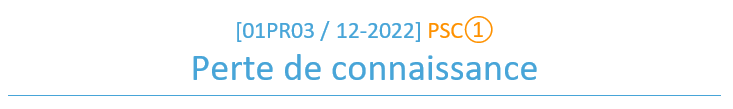 [01PR03 / 12-2022] PSC①
Perte de connaissance